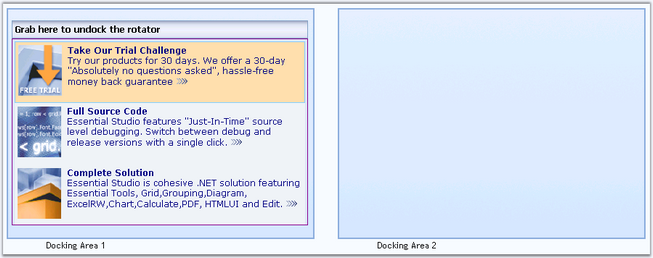 Grab here to undock the rotator
Take Our Trial Challenge
Try our products for 30 days. We offer a 30-day
"Absolutely no questions asked", hassle-free
money back guarantee
FREE TRIAL
Full Source Code
Essential Studio features "Just-In-Time" source
level debugging. Switch between debug and
release versions with a single click.
< grid.
Complete Solution
Essential Studio is cohesive .NET solution featuring
Essential Tools, Grid,Grouping,Diagram,
ExcelRW,Chart,Calculate,PDF, HTMLUI and Edit.
Docking Area 1
Docking Area 2